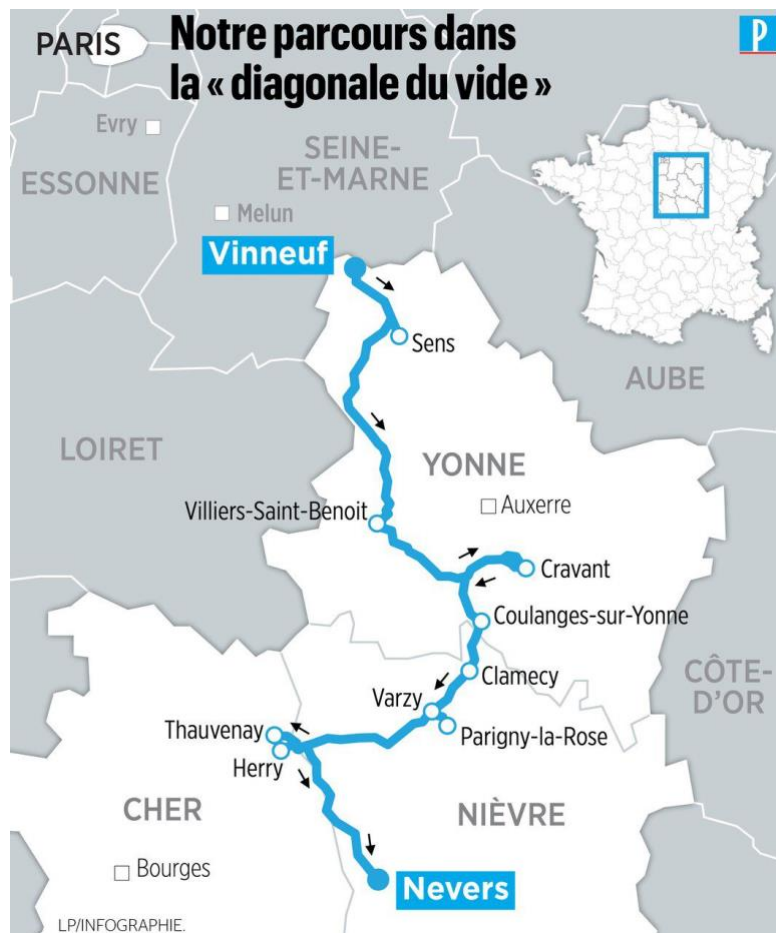 PARIS
Notre parcours dans
la « diagonale du vide »
P
Evry
ESSONNE
SEINE-
ET-MARNE
Melun
Vinneuf
Sens
AUBE
LOIRET
YONNE
Villiers-Saint-Benoit
Auxerre
Cravant
Coulanges-sur-Yonne
Clamecy
CÔTE-
D'OR
Varzy
Thauvenay
Parigny-la-Rose
Herry
CHER
NIÈVRE
Bourges
Nevers
LP/INFOGRAPHIE.